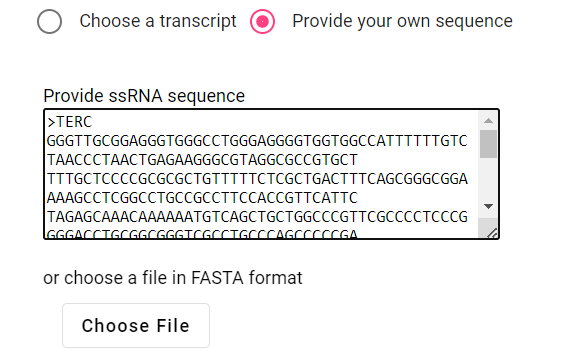 Choose a transcript
Provide your own sequence
Provide ssRNA sequence
>TERC
GGGTTGCGGAGGGTGGGCCTGGGAGGGGTGGTGGCCATTTTTTGTC
TAACCCTAACTGAGAAGGGCGTAGGCGCCGTGCT
TTTGCTCCCCGCGCGCTGTTTTTCTCGCTGACTTTCAGCGGGCGGA
AAAGCCTCGGCCTGCCGCCTTCCACCGTTCATTC
TAGAGCAAACAAAAAATGTCAGCTGCTGGCCCGTTCGCCCCTCCCG
GGGACCTGCGGCGGGTCGCCTGCCCAGCCCCCGA
or choose a file in FASTA format
Choose File